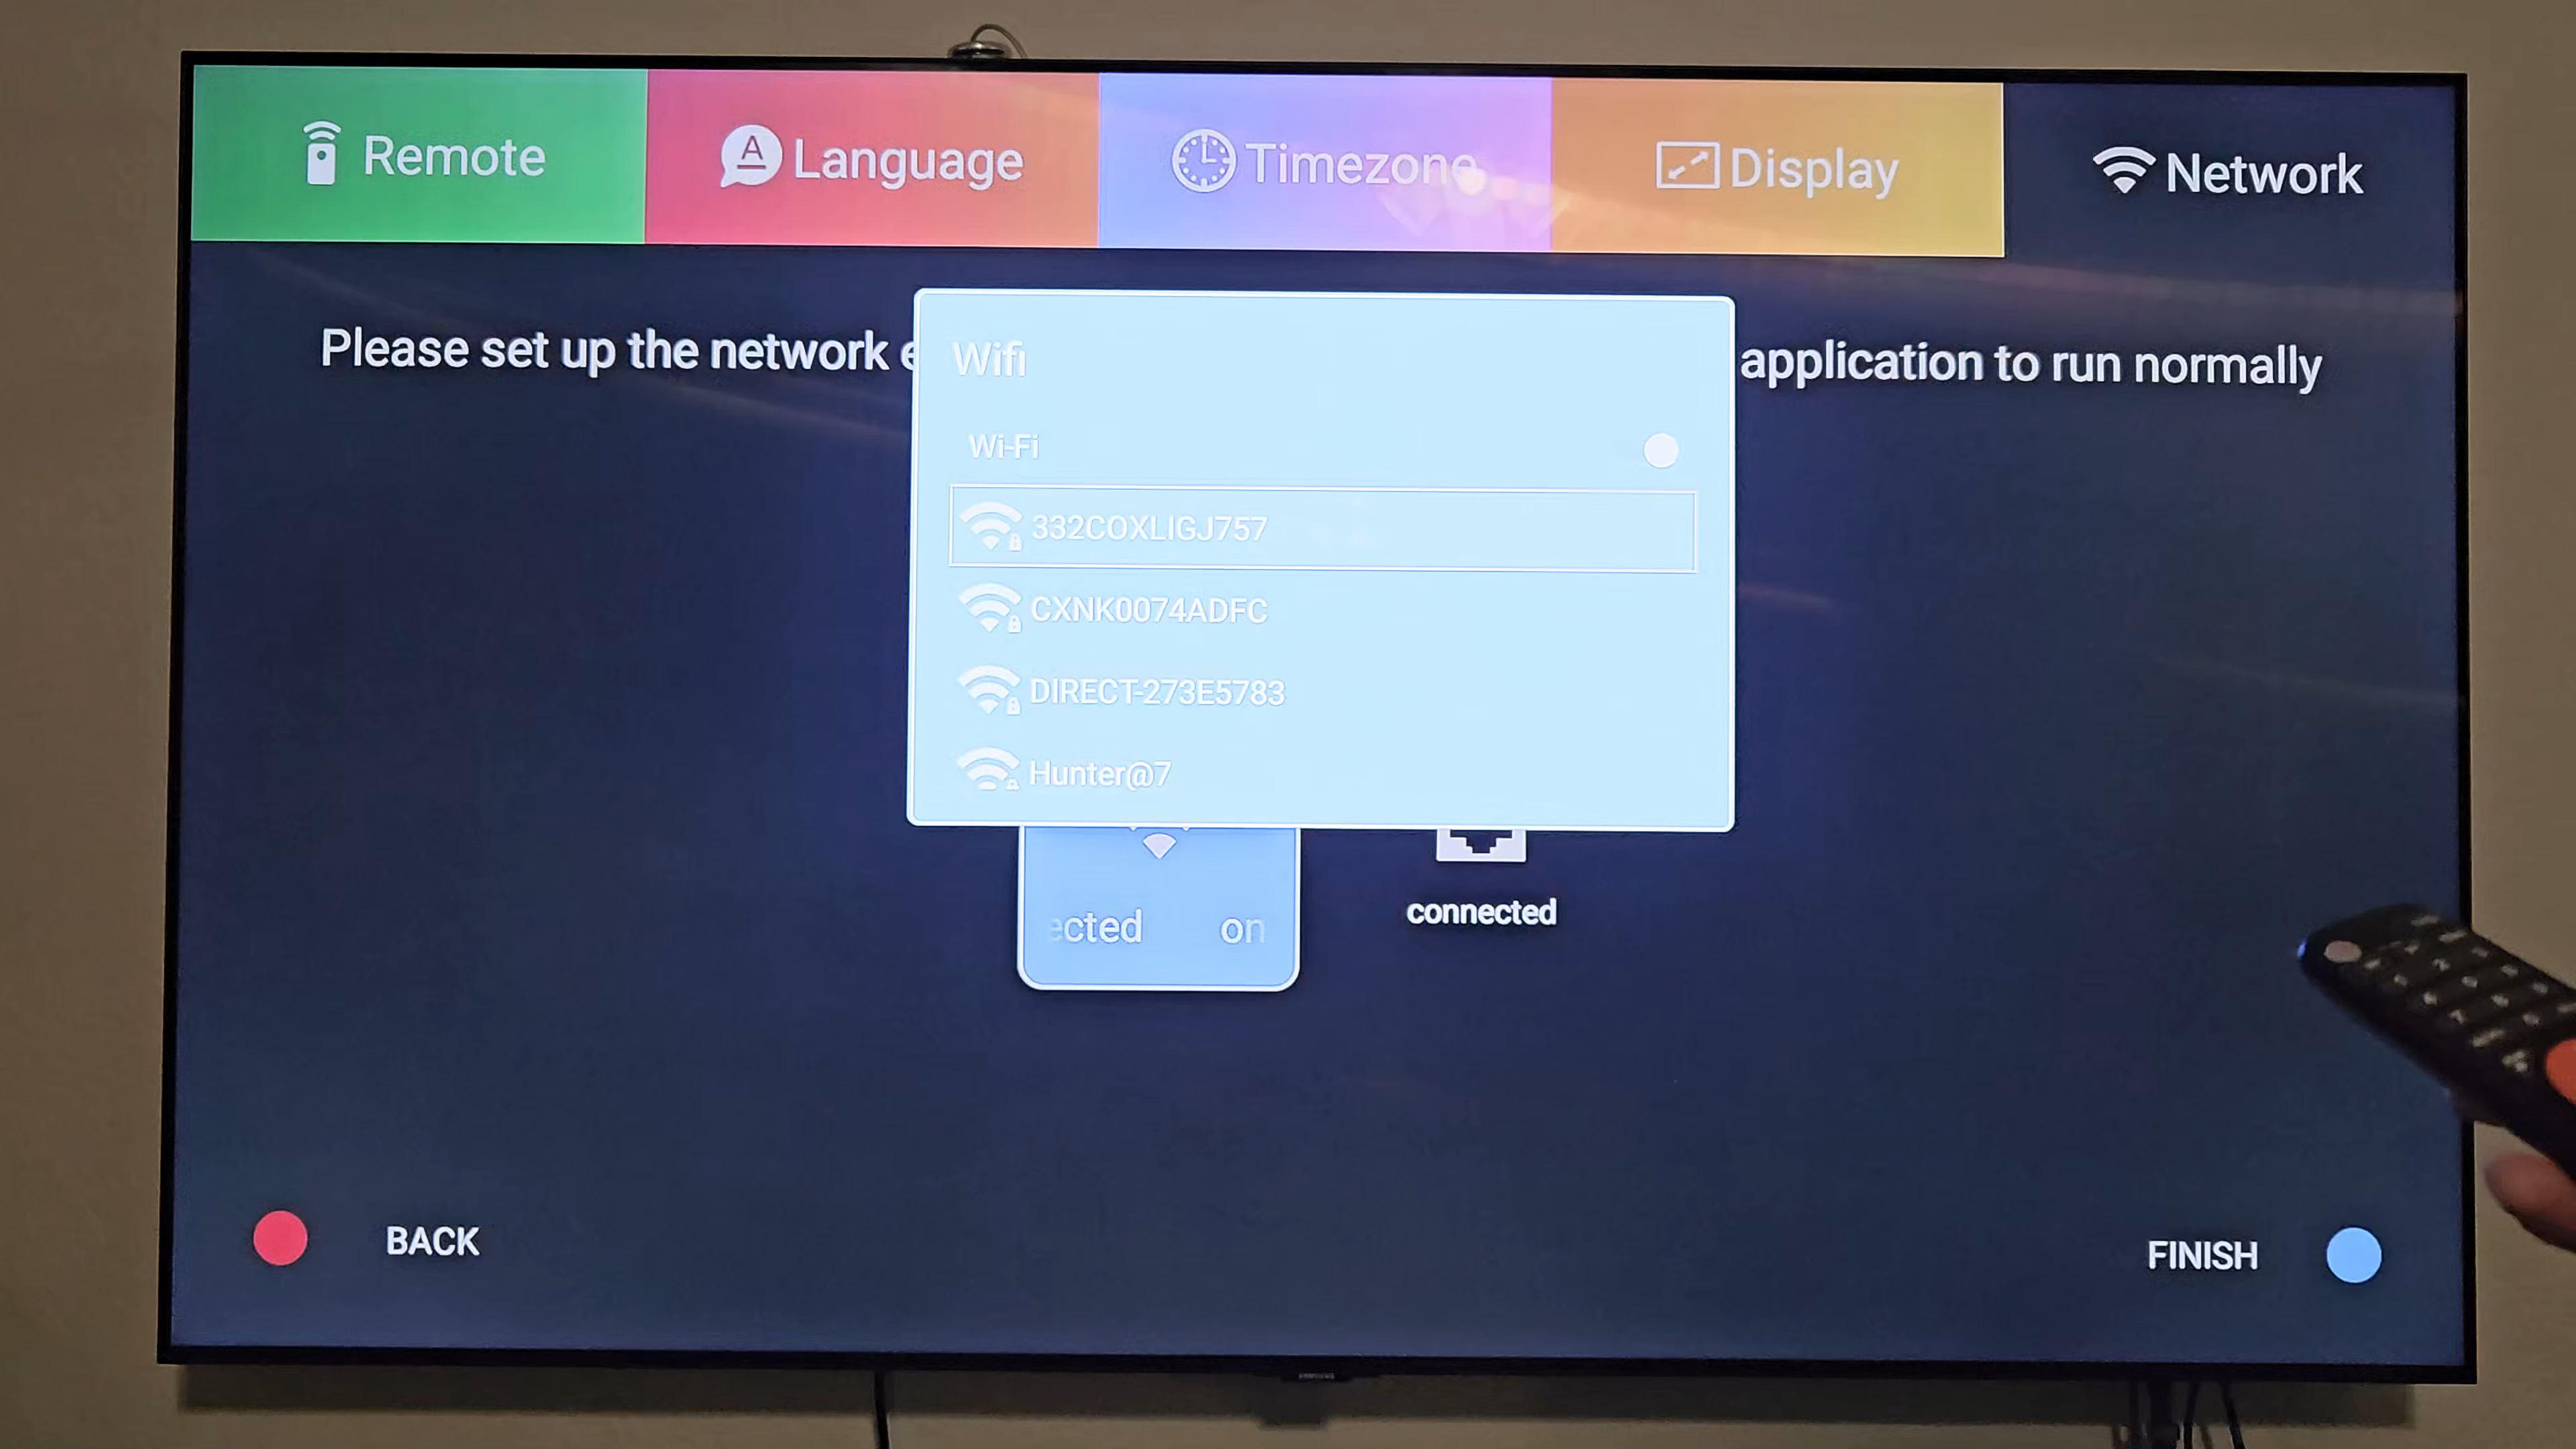 Remote
Language
Timezone
Display
Network
Please set up the network
application to run normally
Wifi
Wi-Fi
332COXLIGJ757
CXNK0074ADFC
DIRECT-273E5783
Hunter@7
ected on
connected
BACK
FINISH
SAMSUNG